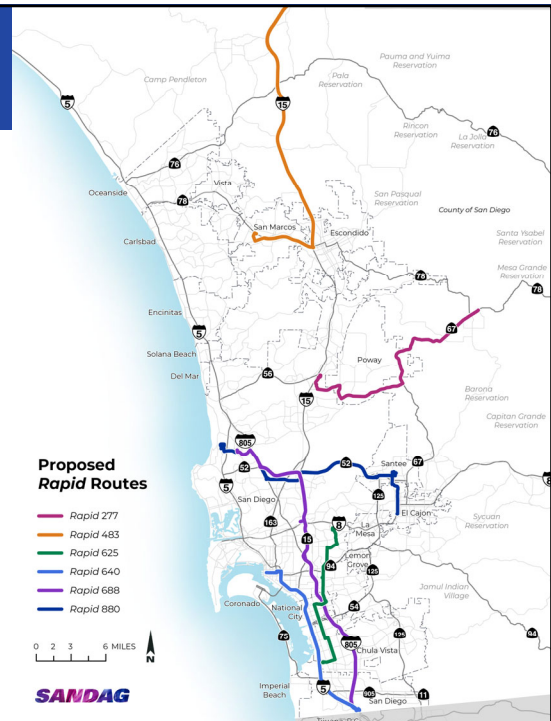 Pauma and Yuima
Reservation
Camp Pendleton
Pala
Reservation
5
15
Rincon
Reservation
La Jolla
Reservation
76
76
Oceanside
Vista
78
San Pasqual
Reservation
County of San Diego
San Marcos
Escondido
Carlsbad
Santa Ysabel
Reservation
Mesa Grande
Reservation
78
78
Encinitas
5
67
Solana Beach
Poway
Del Mar
56
15
Barona
Reservation
Capitan Grande
Reservation
805
52
52
Santee
67
5
125
San Diego
El Cajon
163
8
La
Mesa
Sycuan
Reservation
15
94
Lemon
Grove
125
Coronado
National
City
54
Jamul Indian
Village
75
125
94
805
Chula Vista
Imperial
Beach
5
905
San Diego
11
Proposed
Rapid Routes
Rapid 277
Rapid 483
Rapid 625
Rapid 640
Rapid 688
Rapid 880
0 2 3 6 MILES
N
SANDAG